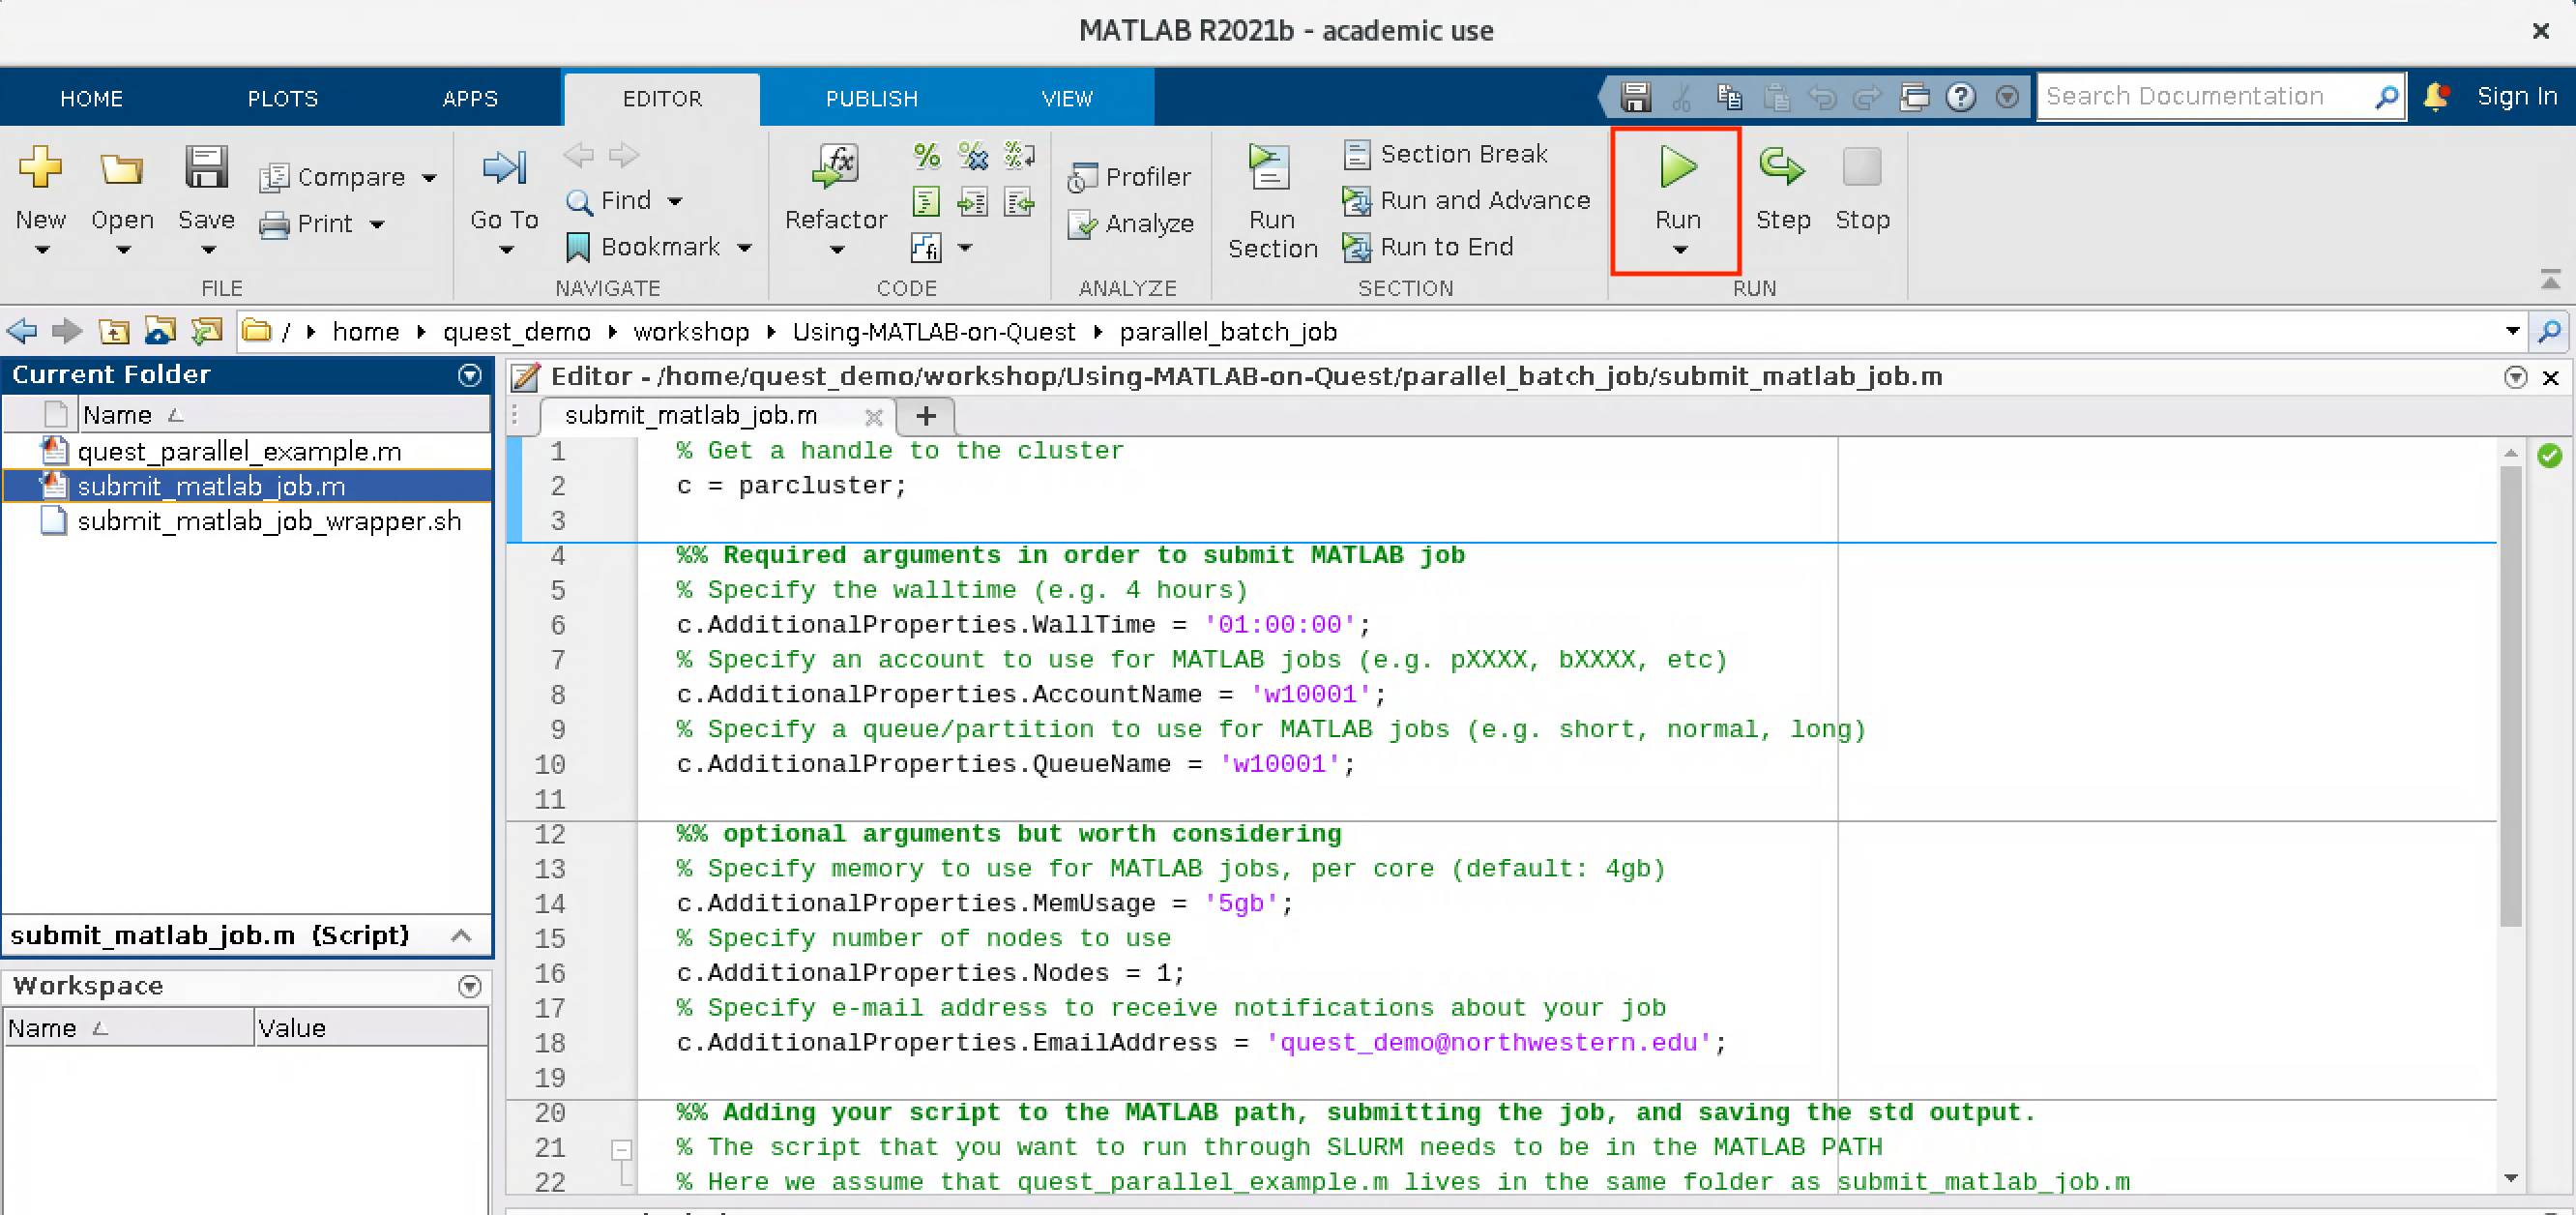 MATLAB R2021b - academic use
HOME PLOTS APPS EDITOR PUBLISH VIEW Search Documentation Sign In
New Open Save Compare Print
FILE
Go To Find Bookmark
NAVIGATE
Refactor
CODE
Profiler
Analyze
ANALYZE
Run Section
Section Break
Run and Advance
Run to End
SECTION
Run Step Stop
RUN
/ home quest_demo workshop Using-MATLAB-on-Quest parallel_batch_job
Current Folder
Name
quest_parallel_example.m
submit_matlab_job.m
submit_matlab_job_wrapper.sh
submit_matlab_job.m (Script)
Workspace
Name Value
Editor - /home/quest_demo/workshop/Using-MATLAB-on-Quest/parallel_batch_job/submit_matlab_job.m
submit_matlab_job.m +
1 % Get a handle to the cluster
2 c = parcluster;
3
4 %% Required arguments in order to submit MATLAB job
5 % Specify the walltime (e.g. 4 hours)
6 c.AdditionalProperties.WallTime = '01:00:00';
7 % Specify an account to use for MATLAB jobs (e.g. pXXXX, bXXXX, etc)
8 c.AdditionalProperties.AccountName = 'w10001';
9 % Specify a queue/partition to use for MATLAB jobs (e.g. short, normal, long)
10 c.AdditionalProperties.QueueName = 'w10001';
11
12 %% optional arguments but worth considering
13 % Specify memory to use for MATLAB jobs, per core (default: 4gb)
14 c.AdditionalProperties.MemUsage = '5gb';
15 % Specify number of nodes to use
16 c.AdditionalProperties.Nodes = 1;
17 % Specify e-mail address to receive notifications about your job
18 c.AdditionalProperties.EmailAddress = 'quest_demo@northwestern.edu';
19
20 %% Adding your script to the MATLAB path, submitting the job, and saving the std output.
21 % The script that you want to run through SLURM needs to be in the MATLAB PATH
22 % Here we assume that quest_parallel_example.m lives in the same folder as submit_matlab_job.m